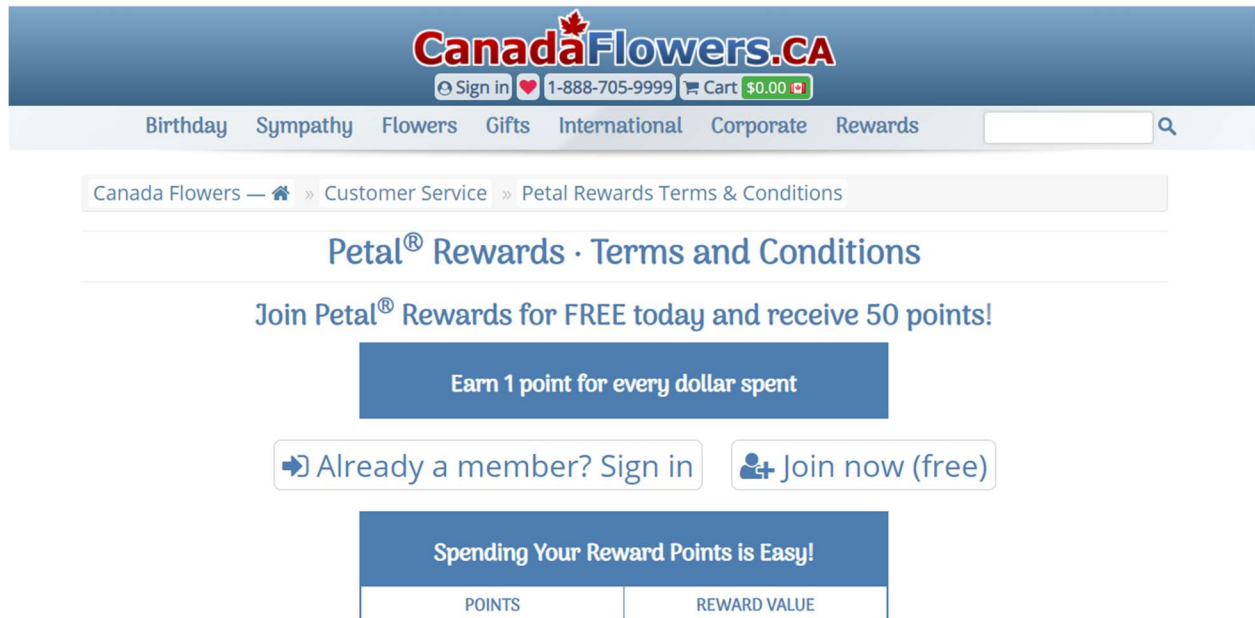 CanadaFlowers.CA
Sign in 1-888-705-9999 Cart $0.00
Birthday Sympathy Flowers Gifts International Corporate Rewards
Canada Flowers — » Customer Service » Petal Rewards Terms & Conditions
Petal® Rewards · Terms and Conditions
Join Petal® Rewards for FREE today and receive 50 points!
Earn 1 point for every dollar spent
Already a member? Sign in Join now (free)
Spending Your Reward Points is Easy!
POINTS REWARD VALUE